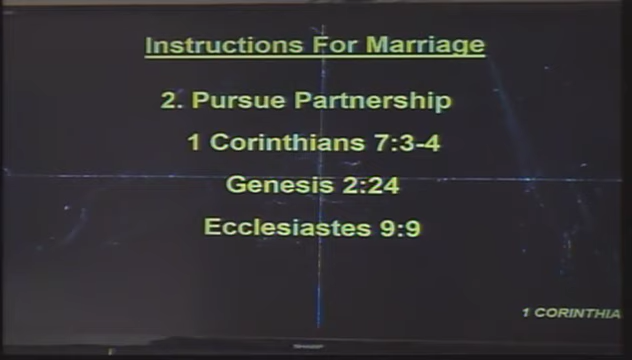 Instructions For Marriage
2. Pursue Partnership
1 Corinthians 7:3-4
Genesis 2:24
Ecclesiastes 9:9
1 CORINTHIA
SHARP